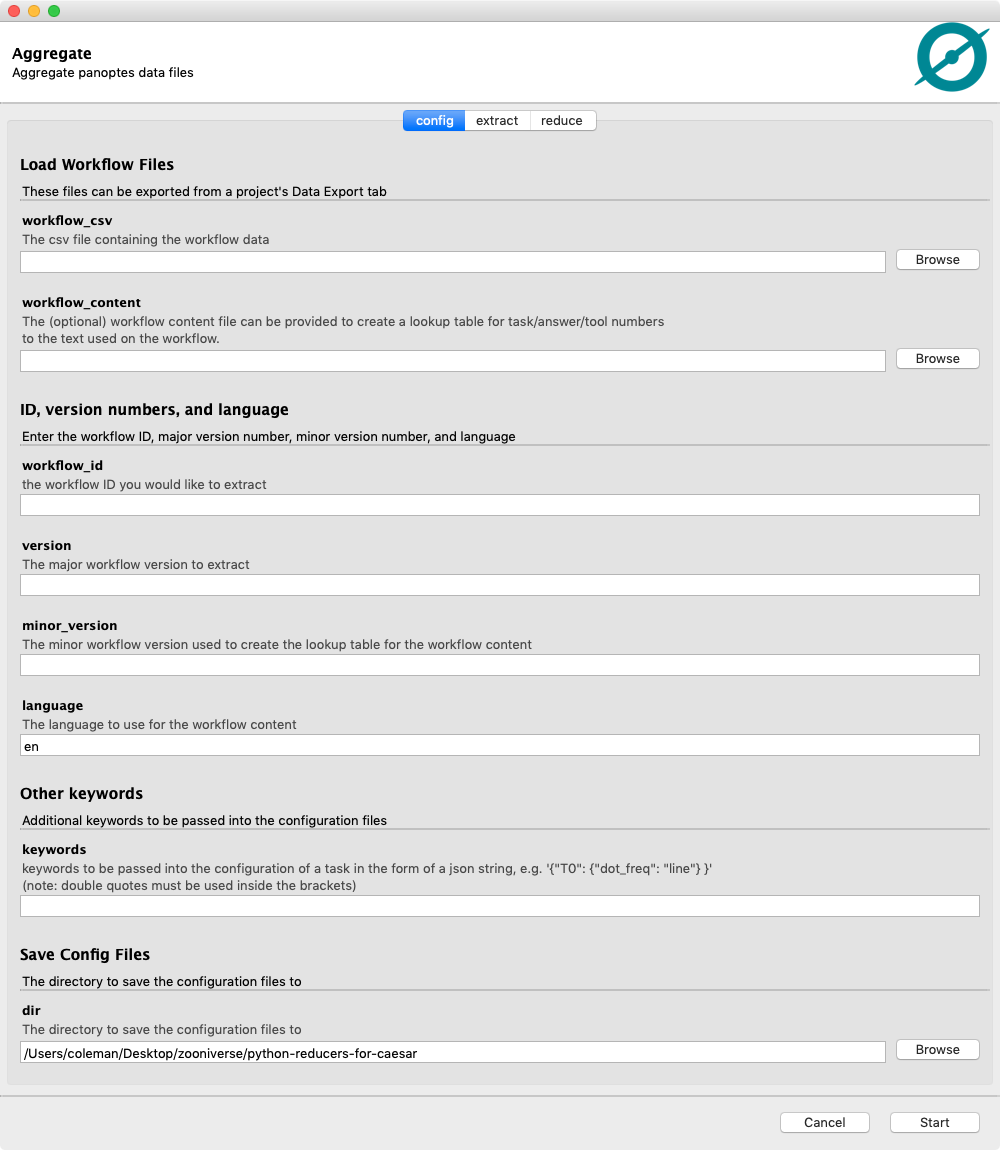 Aggregate
Aggregate panoptes data files
config extract reduce
Load Workflow Files
These files can be exported from a project's Data Export tab
workflow_csv
The csv file containing the workflow data
Browse
workflow_content
The (optional) workflow content file can be provided to create a lookup table for task/answer/tool numbers
to the text used on the workflow.
Browse
ID, version numbers, and language
Enter the workflow ID, major version number, minor version number, and language
workflow_id
the workflow ID you would like to extract
version
The major workflow version to extract
minor_version
The minor workflow version used to create the lookup table for the workflow content
language
The language to use for the workflow content
en
Other keywords
Additional keywords to be passed into the configuration files
keywords
keywords to be passed into the configuration of a task in the form of a json string, e.g. '{"T0": {"dot_freq": "line"} }'
(note: double quotes must be used inside the brackets)
Save Config Files
The directory to save the configuration files to
dir
The directory to save the configuration files to
/Users/coleman/Desktop/zooniverse/python-reducers-for-caesar Browse
Cancel Start